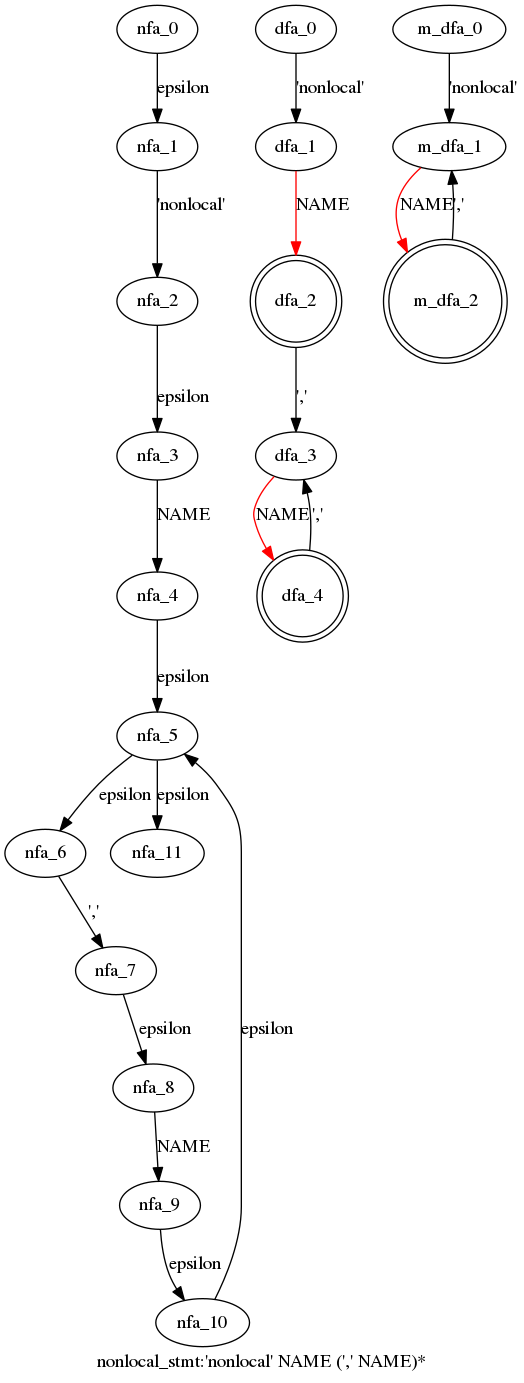 nfa_0 dfa_0 m_dfa_0
epsilon 'nonlocal' 'nonlocal'
nfa_1 dfa_1 m_dfa_1
'nonlocal' NAME NAME ','
nfa_2 dfa_2 m_dfa_2
epsilon ','
nfa_3 dfa_3
NAME NAME ','
nfa_4 dfa_4
epsilon
nfa_5
epsilon epsilon
nfa_6 nfa_11
','
nfa_7
epsilon
nfa_8
NAME
nfa_9
epsilon
nfa_10
epsilon
nonlocal_stmt:'nonlocal' NAME (',' NAME)*